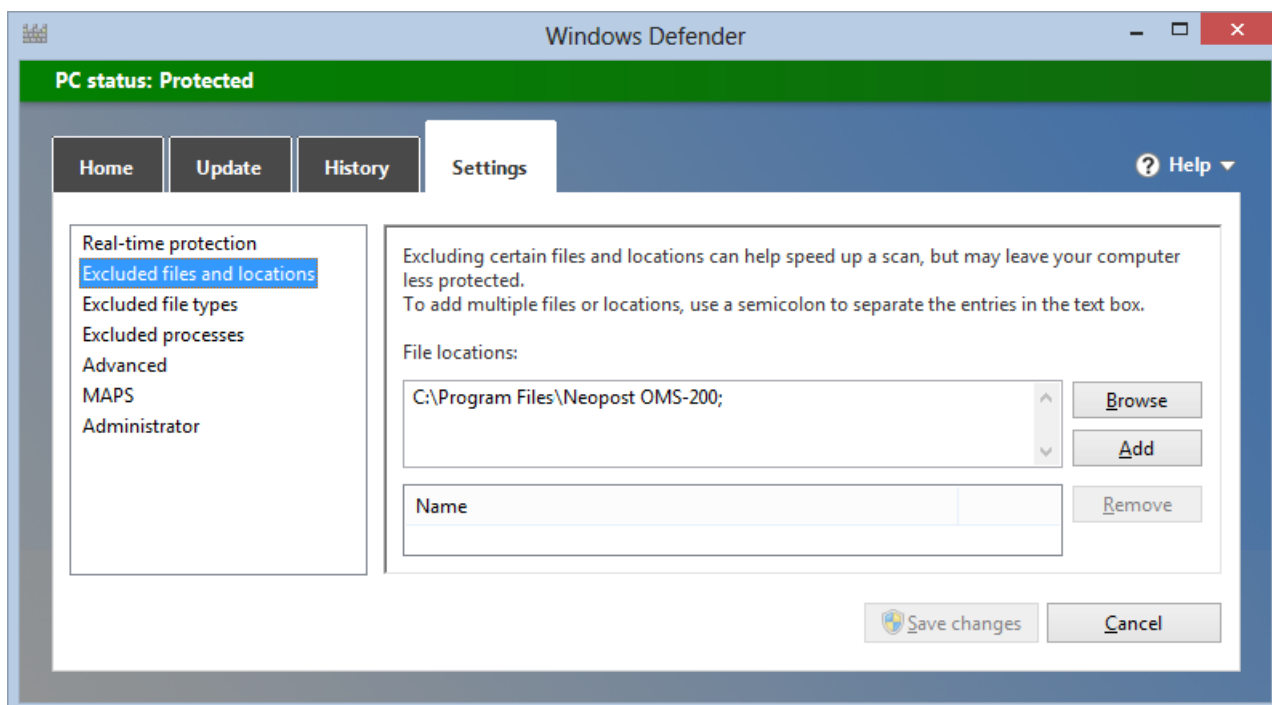 Windows Defender
PC status: Protected
Home
Update
History
Settings
? Help
Real-time protection
Excluded files and locations
Excluded file types
Excluded processes
Advanced
MAPS
Administrator
Excluding certain files and locations can help speed up a scan, but may leave your computer
less protected.
To add multiple files or locations, use a semicolon to separate the entries in the text box.
File locations:
C:\Program Files\Neopost OMS-200;
Browse
Add
Name
Remove
Save changes
Cancel